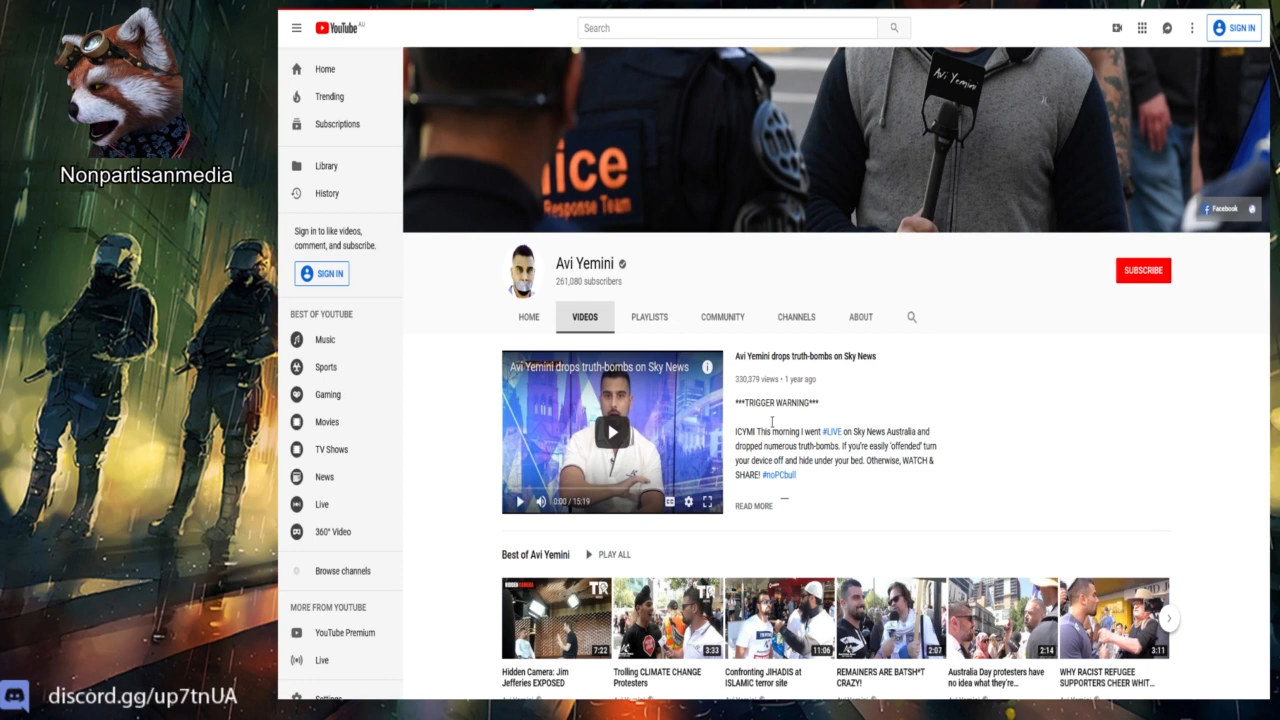 YouTube AU
Search
SIGN IN
Home
Trending
Subscriptions
Library
History
Sign in to like videos,
comment, and subscribe.
SIGN IN
BEST OF YOUTUBE
Music
Sports
Gaming
Movies
TV Shows
News
Live
360° Video
Browse channels
MORE FROM YOUTUBE
YouTube Premium
Live
Settings
Nonpartisanmedia
discord.gg/up7tnUA
Avi Yemini
ice
Response Team
Facebook
Avi Yemini
261,080 subscribers
SUBSCRIBE
HOME
VIDEOS
PLAYLISTS
COMMUNITY
CHANNELS
ABOUT
Avi Yemini drops truth-bombs on Sky News
0:00 / 15:19
Avi Yemini drops truth-bombs on Sky News
330,379 views • 1 year ago
***TRIGGER WARNING***
ICYMI This morning I went #LIVE on Sky News Australia and
dropped numerous truth-bombs. If you're easily 'offended' turn
your device off and hide under your bed. Otherwise, WATCH &
SHARE! #noPCbull
READ MORE
Best of Avi Yemini
PLAY ALL
HIDDEN CAMERA
TR
7:22
TR
3:33
11:06
2:07
2:14
3:11
Hidden Camera: Jim
Jefferies EXPOSED
Trolling CLIMATE CHANGE
Protesters
Confronting JIHADIS at
ISLAMIC terror site
REMAINERS ARE BATSH*T
CRAZY!
Australia Day protesters have
no idea what they're...
WHY RACIST REFUGEE
SUPPORTERS CHEER WHIT...